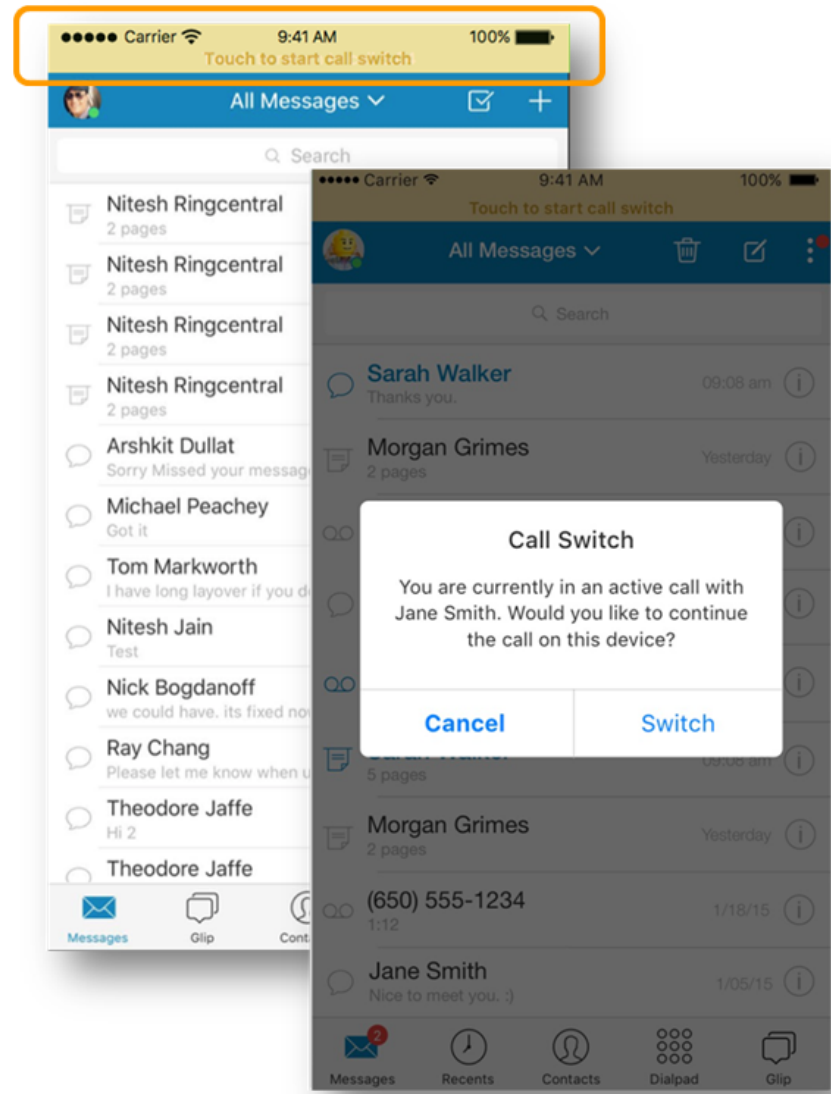 Carrier 9:41 AM 100%
Touch to start call switch
All Messages
Search
Nitesh Ringcentral
2 pages
Nitesh Ringcentral
2 pages
Nitesh Ringcentral
2 pages
Nitesh Ringcentral
2 pages
Arshkit Dullat
Sorry Missed your messag
Michael Peachey
Got it
Tom Markworth
I have long layover if you d
Nitesh Jain
Test
Nick Bogdanoff
we could have. its fixed no
Ray Chang
Please let me know when u
Theodore Jaffe
Hi 2
Theodore Jaffe
Messages Glip Cont
Carrier 9:41 AM 100%
Touch to start call switch
All Messages
Search
Sarah Walker 09:08 am
Thanks you.
Morgan Grimes Yesterday
2 pages
Call Switch
You are currently in an active call with
Jane Smith. Would you like to continue
the call on this device?
Cancel Switch
09:08 am
5 pages
Morgan Grimes Yesterday
2 pages
(650) 555-1234 1/18/15
1:12
Jane Smith 1/05/15
Nice to meet you. :)
2
Messages Recents Contacts Dialpad Glip